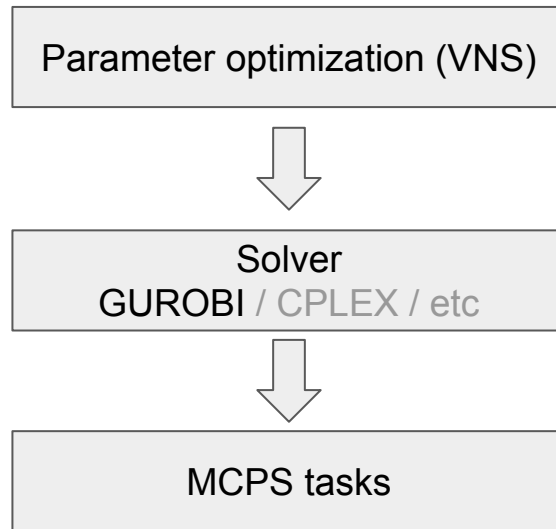 Parameter optimization (VNS)
Solver
GUROBI / CPLEX / etc
MCPS tasks